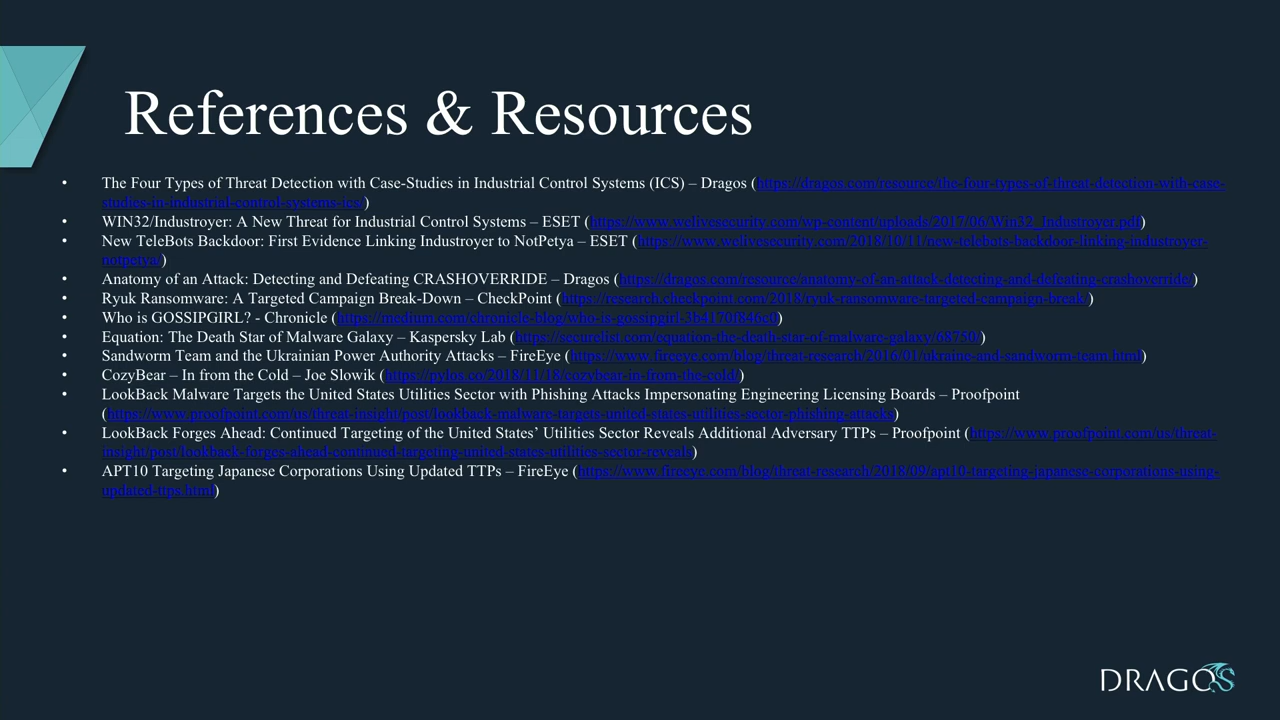 References & Resources
• The Four Types of Threat Detection with Case-Studies in Industrial Control Systems (ICS) – Dragos (https://dragos.com/resource/the-four-types-of-threat-detection-with-case-
studies-in-industrial-control-systems-ics/)
• WIN32/Industroyer: A New Threat for Industrial Control Systems – ESET (https://www.welivesecurity.com/wp-content/uploads/2017/06/Win32_Industroyer.pdf)
• New TeleBots Backdoor: First Evidence Linking Industroyer to NotPetya – ESET (https://www.welivesecurity.com/2018/10/11/new-telebots-backdoor-linking-industroyer-
notpetya/)
• Anatomy of an Attack: Detecting and Defeating CRASHOVERRIDE – Dragos (https://dragos.com/resource/anatomy-of-an-attack-detecting-and-defeating-crashoverride/)
• Ryuk Ransomware: A Targeted Campaign Break-Down – CheckPoint (https://research.checkpoint.com/2018/ryuk-ransomware-targeted-campaign-break/)
• Who is GOSSIPGIRL? - Chronicle (https://medium.com/chronicle-blog/who-is-gossipgirl-3b4170f846c0)
• Equation: The Death Star of Malware Galaxy – Kaspersky Lab (https://securelist.com/equation-the-death-star-of-malware-galaxy/68750/)
• Sandworm Team and the Ukrainian Power Authority Attacks – FireEye (https://www.fireeye.com/blog/threat-research/2016/01/ukraine-and-sandworm-team.html)
• CozyBear – In from the Cold – Joe Slowik (https://pylos.co/2018/11/18/cozybear-in-from-the-cold/)
• LookBack Malware Targets the United States Utilities Sector with Phishing Attacks Impersonating Engineering Licensing Boards – Proofpoint
(https://www.proofpoint.com/us/threat-insight/post/lookback-malware-targets-united-states-utilities-sector-phishing-attacks)
• LookBack Forges Ahead: Continued Targeting of the United States’ Utilities Sector Reveals Additional Adversary TTPs – Proofpoint (https://www.proofpoint.com/us/threat-
insight/post/lookback-forges-ahead-continued-targeting-united-states-utilities-sector-reveals)
• APT10 Targeting Japanese Corporations Using Updated TTPs – FireEye (https://www.fireeye.com/blog/threat-research/2018/09/apt10-targeting-japanese-corporations-using-
updated-ttps.html)
DRAGOS